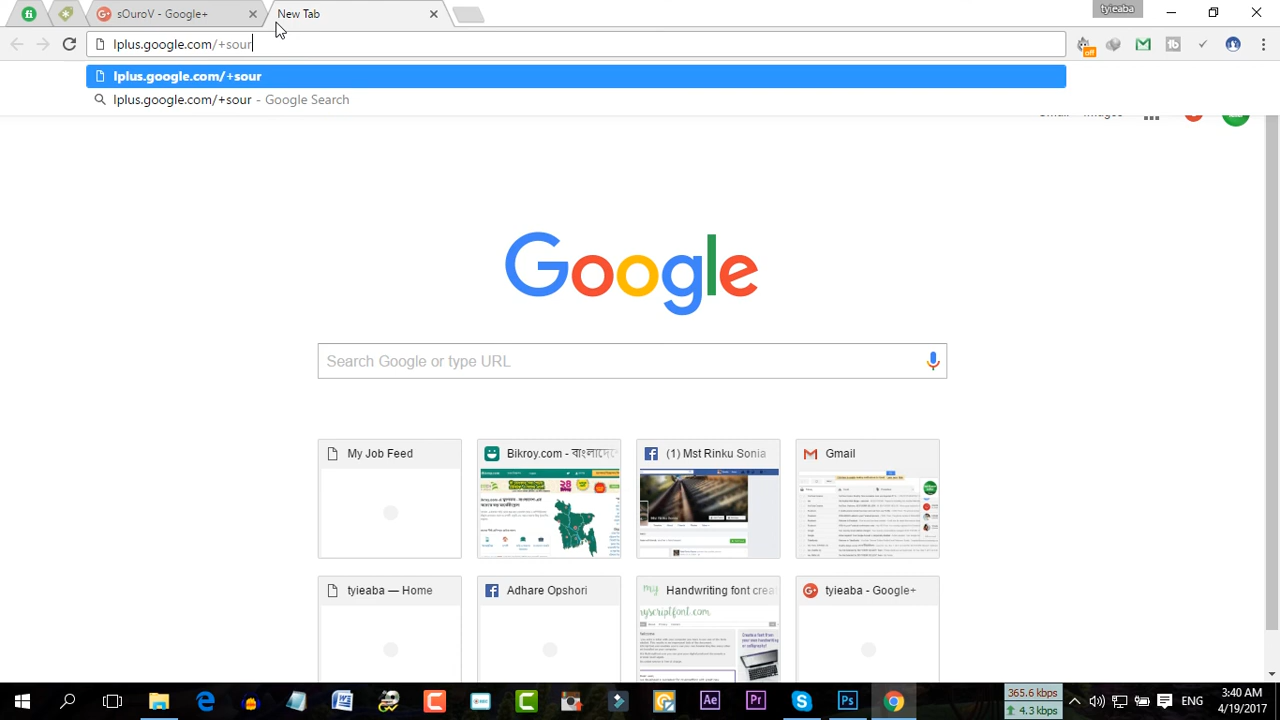 sOuroV - Google+
New Tab
tyieaba
lplus.google.com/+sour
lplus.google.com/+sour
lplus.google.com/+sour - Google Search
Google
Search Google or type URL
My Job Feed
Bikroy.com - বাংলাদেশে
(1) Mst Rinku Sonia
Gmail
tyieaba — Home
Adhare Opshori
Handwriting font crea
tyieaba - Google+
365.6 kbps
4.3 kbps
ENG
3:40 AM
4/19/2017